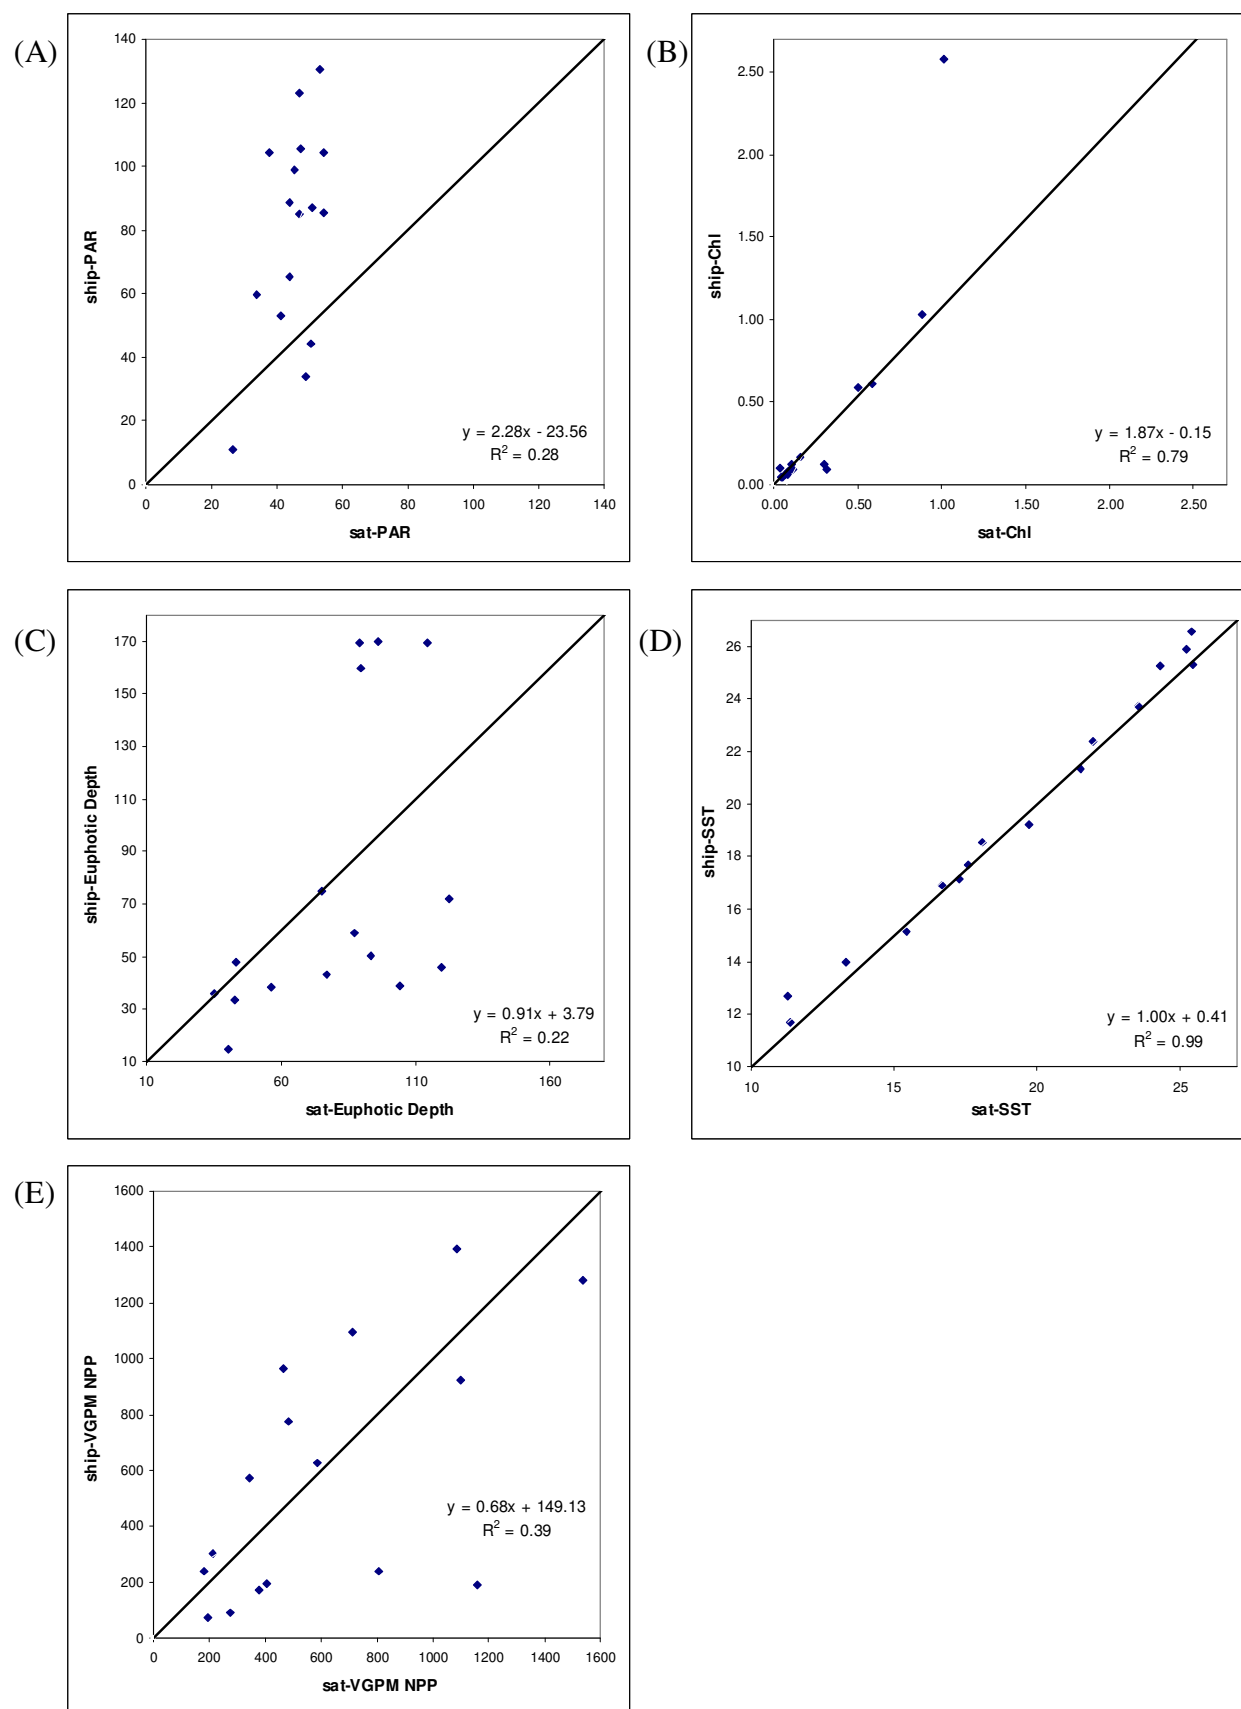 (A)
140
120
100
80
60
40
20
0
ship-PAR
y = 2.28x - 23.56
R² = 0.28
0 20 40 60 80 100 120 140
sat-PAR
(B)
2.50
2.00
1.50
1.00
0.50
0.00
ship-Chl
y = 1.87x - 0.15
R² = 0.79
0.00 0.50 1.00 1.50 2.00 2.50
sat-Chl
(C)
170
150
130
110
90
70
50
30
10
ship-Euphotic Depth
y = 0.91x + 3.79
R² = 0.22
10 60 110 160
sat-Euphotic Depth
(D)
26
24
22
20
18
16
14
12
10
ship-SST
y = 1.00x + 0.41
R² = 0.99
10 15 20 25
sat-SST
(E)
1600
1400
1200
1000
800
600
400
200
0
ship-VGPM NPP
y = 0.68x + 149.13
R² = 0.39
0 200 400 600 800 1000 1200 1400 1600
sat-VGPM NPP